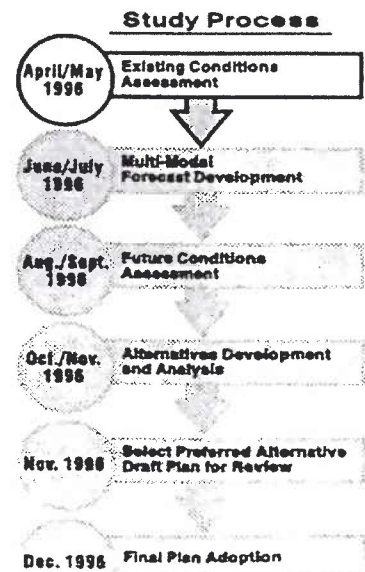 Study Process
April/May
1996
Existing Conditions
Assessment
June/July
1996
Multi-Modal
Forecast Development
Aug./Sept.
1996
Future Conditions
Assessment
Oct./Nov.
1996
Alternatives Development
and Analysis
Nov. 1996
Select Preferred Alternative
Draft Plan for Review
Dec. 1996
Final Plan Adoption